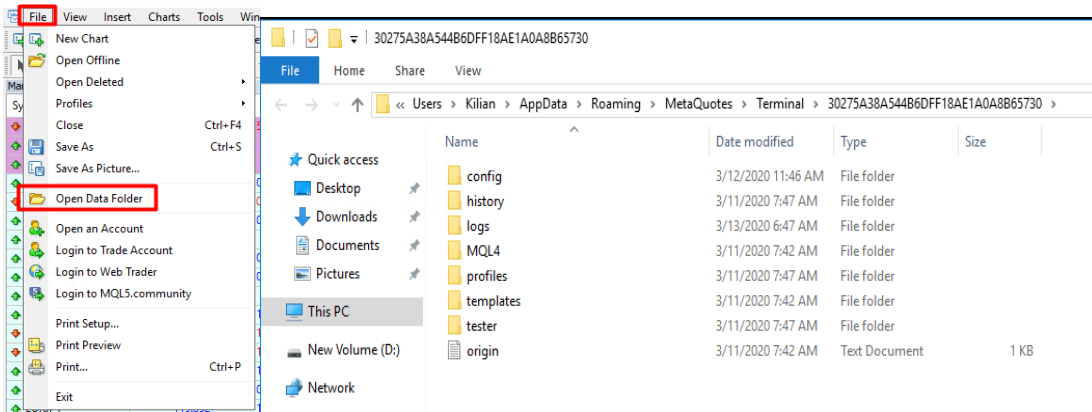 File View Insert Charts Tools Win
New Chart
Open Offline
Open Deleted
Profiles
Close Ctrl+F4
Save As Ctrl+S
Save As Picture...
Open Data Folder
Open an Account
Login to Trade Account
Login to Web Trader
Login to MQL5.community
Print Setup...
Print Preview
Print... Ctrl+P
Exit
Mar
Sy
30275A38A544B6DFF18AE1A0A8B65730
File Home Share View
« Users > Kilian > AppData > Roaming > MetaQuotes > Terminal > 30275A38A544B6DFF18AE1A0A8B65730 >
Name Date modified Type Size
Quick access
Desktop
Downloads
Documents
Pictures
This PC
New Volume (D:)
Network
config 3/12/2020 11:46 AM File folder
history 3/11/2020 7:47 AM File folder
logs 3/13/2020 6:47 AM File folder
MQL4 3/11/2020 7:42 AM File folder
profiles 3/11/2020 7:47 AM File folder
templates 3/11/2020 7:42 AM File folder
tester 3/11/2020 7:47 AM File folder
origin 3/11/2020 7:42 AM Text Document 1 KB